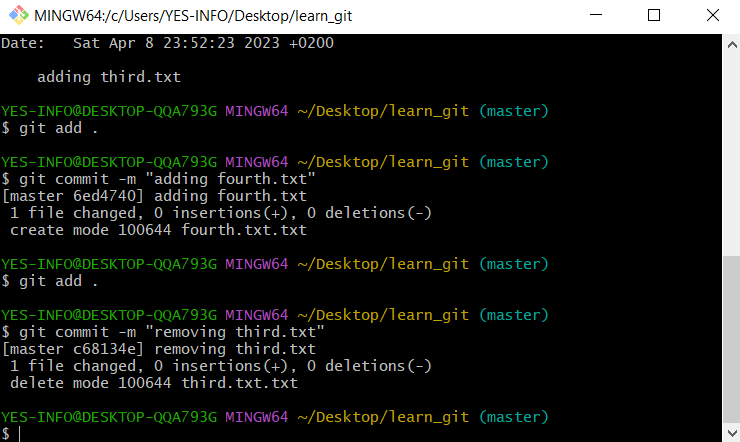 MINGW64:/c/Users/YES-INFO/Desktop/learn_git
Date:   Sat Apr 8 23:52:23 2023 +0200
    adding third.txt
YES-INFO@DESKTOP-QQA793G MINGW64 ~/Desktop/learn_git (master)
$ git add .
YES-INFO@DESKTOP-QQA793G MINGW64 ~/Desktop/learn_git (master)
$ git commit -m "adding fourth.txt"
[master 6ed4740] adding fourth.txt
 1 file changed, 0 insertions(+), 0 deletions(-)
 create mode 100644 fourth.txt.txt
YES-INFO@DESKTOP-QQA793G MINGW64 ~/Desktop/learn_git (master)
$ git add .
YES-INFO@DESKTOP-QQA793G MINGW64 ~/Desktop/learn_git (master)
$ git commit -m "removing third.txt"
[master c68134e] removing third.txt
 1 file changed, 0 insertions(+), 0 deletions(-)
 delete mode 100644 third.txt.txt
YES-INFO@DESKTOP-QQA793G MINGW64 ~/Desktop/learn_git (master)
$